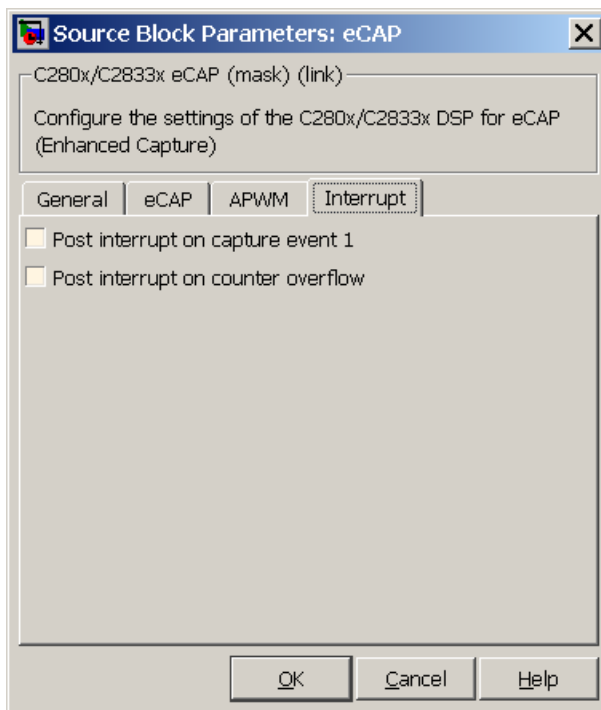 Source Block Parameters: eCAP
C280x/C2833x eCAP (mask) (link)
Configure the settings of the C280x/C2833x DSP for eCAP
(Enhanced Capture)
General eCAP APWM Interrupt
Post interrupt on capture event 1
Post interrupt on counter overflow
OK Cancel Help